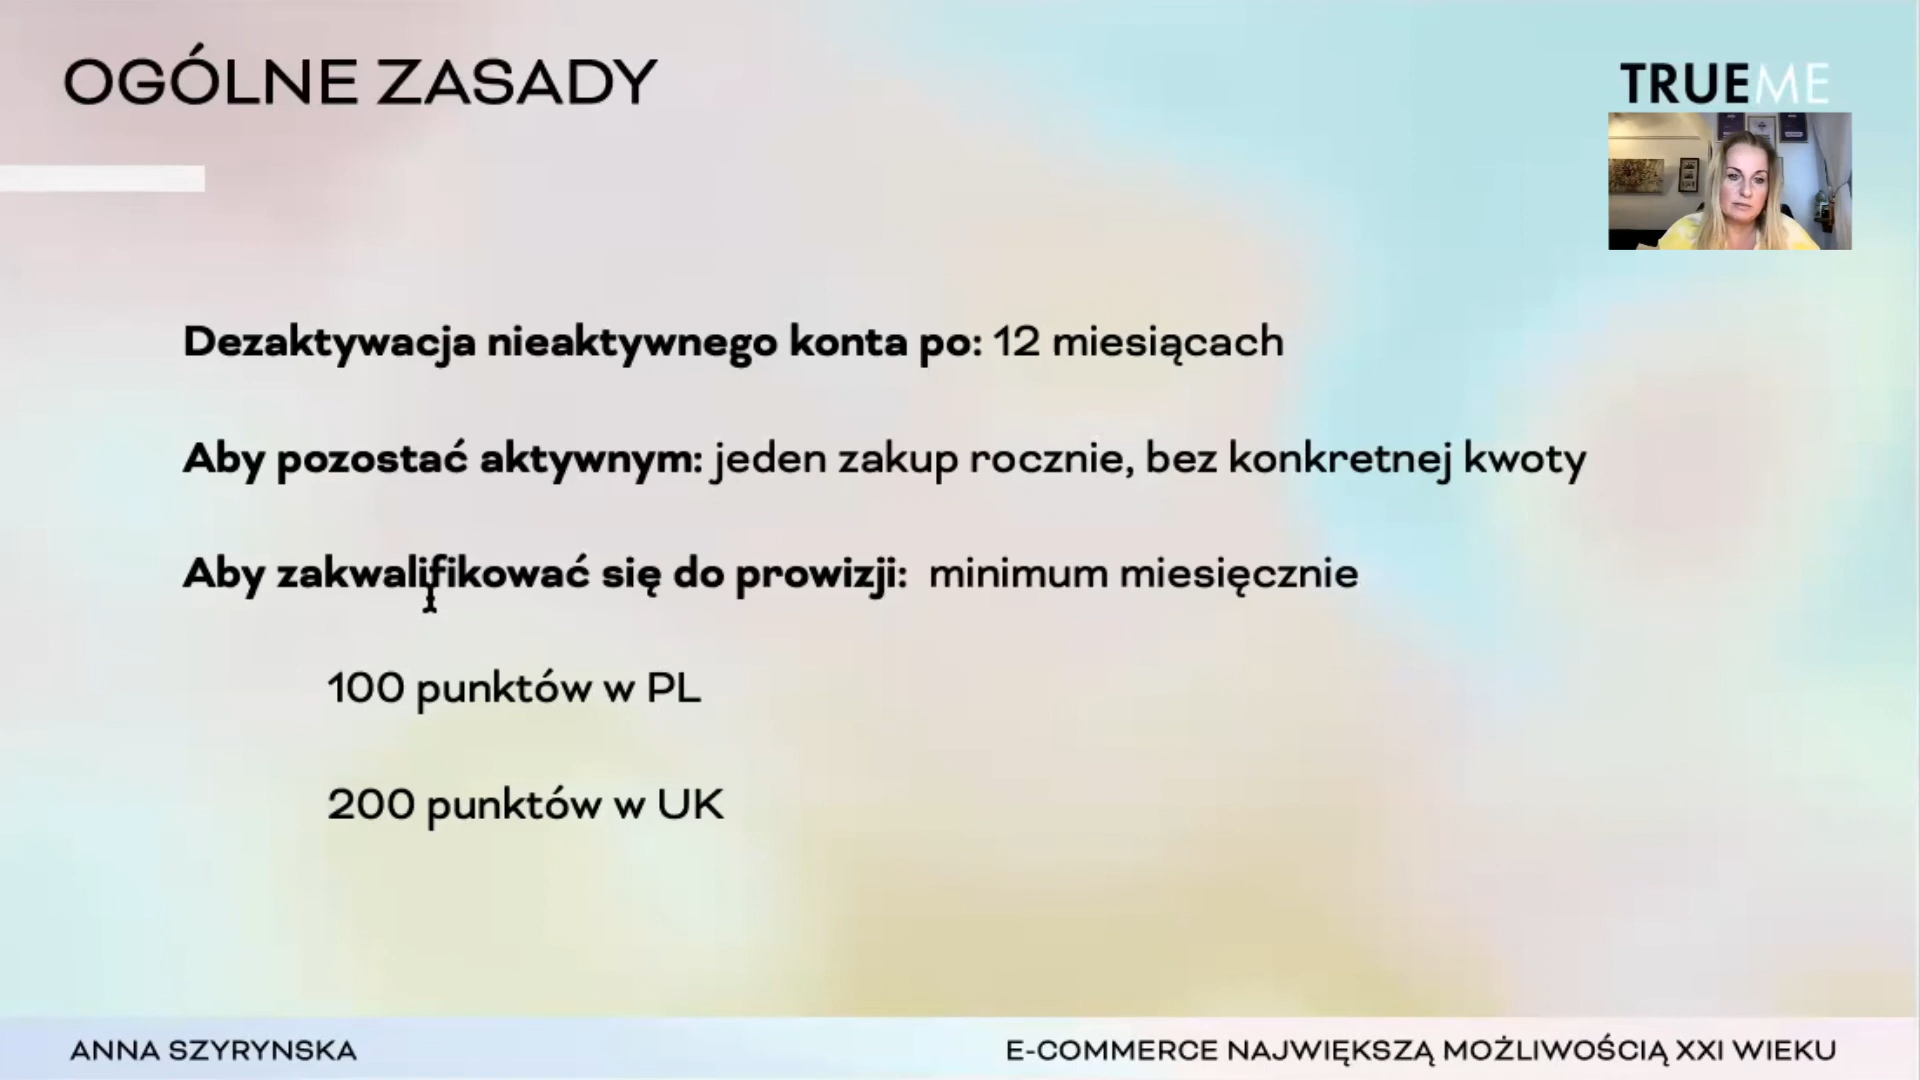 OGÓLNE ZASADY
TRUEME
Dezaktywacja nieaktywnego konta po: 12 miesiącach
Aby pozostać aktywnym: jeden zakup rocznie, bez konkretnej kwoty
Aby zakwalifikować się do prowizji: minimum miesięcznie
100 punktów w PL
200 punktów w UK
ANNA SZYRYNSKA
E-COMMERCE NAJWIĘKSZĄ MOŻLIWOŚCIĄ XXI WIEKU